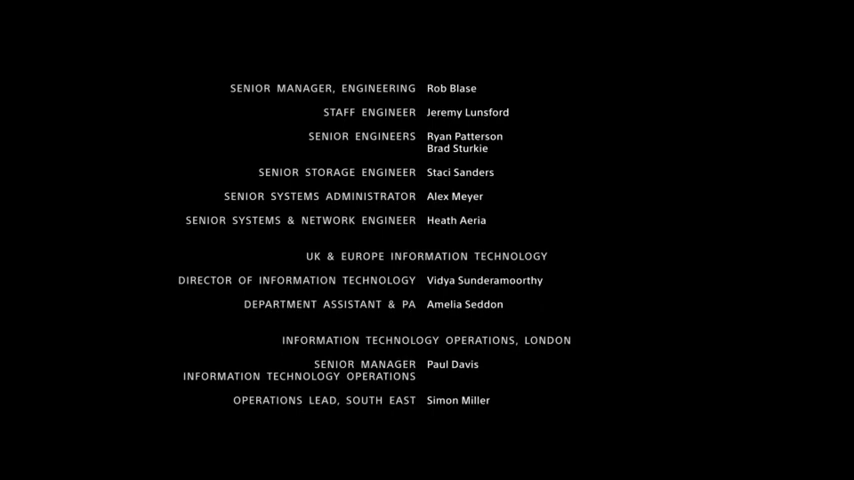 SENIOR MANAGER, ENGINEERING Rob Blase
STAFF ENGINEER Jeremy Lunsford
SENIOR ENGINEERS Ryan Patterson
Brad Sturkie
SENIOR STORAGE ENGINEER Staci Sanders
SENIOR SYSTEMS ADMINISTRATOR Alex Meyer
SENIOR SYSTEMS & NETWORK ENGINEER Heath Aeria
UK & EUROPE INFORMATION TECHNOLOGY
DIRECTOR OF INFORMATION TECHNOLOGY Vidya Sunderamoorthy
DEPARTMENT ASSISTANT & PA Amelia Seddon
INFORMATION TECHNOLOGY OPERATIONS, LONDON
SENIOR MANAGER Paul Davis
INFORMATION TECHNOLOGY OPERATIONS
OPERATIONS LEAD, SOUTH EAST Simon Miller